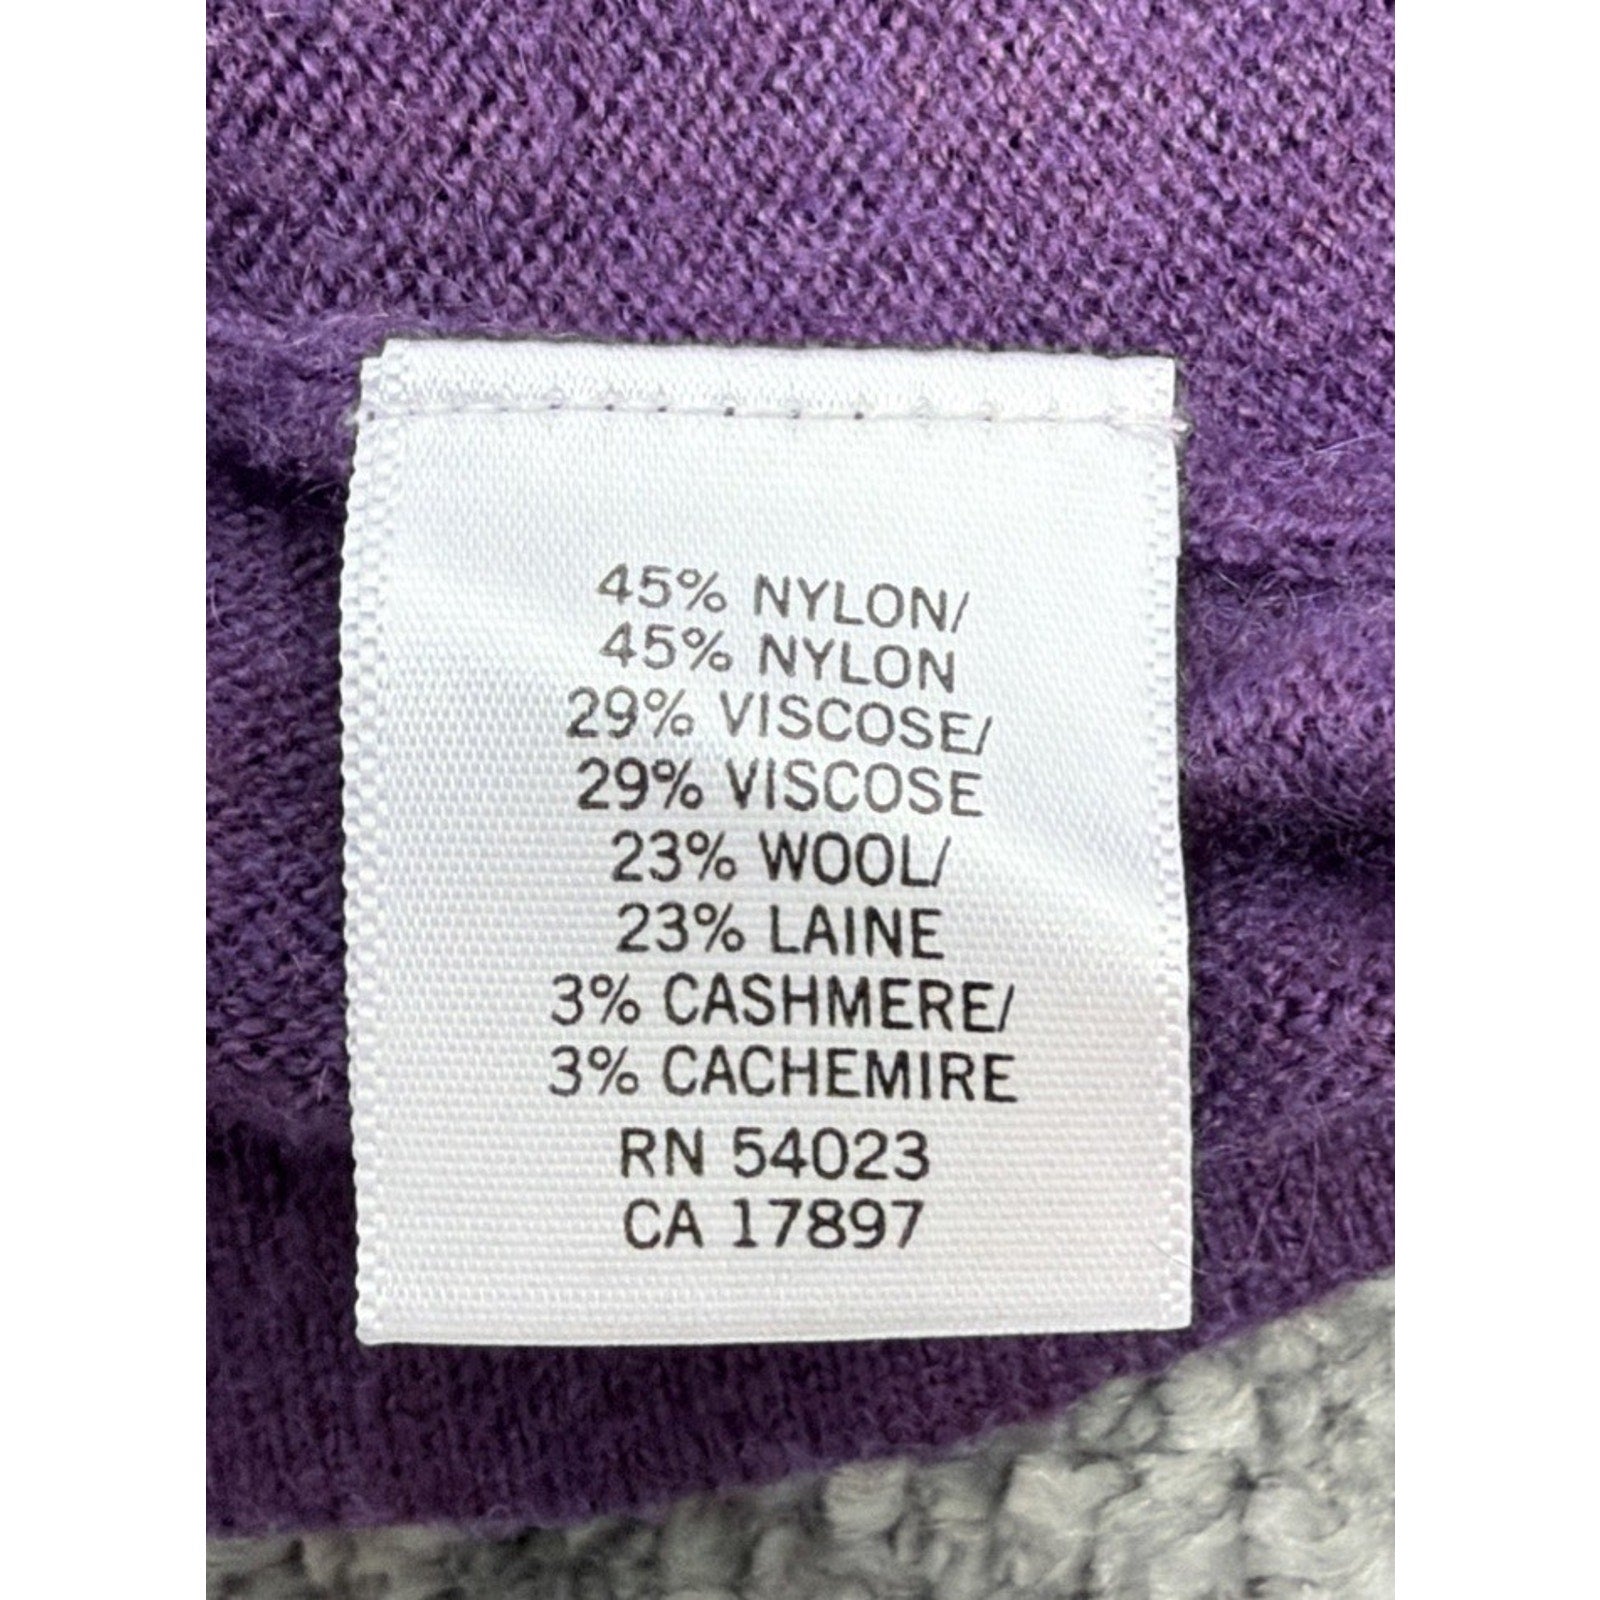 45% NYLON/
45% NYLON
29% VISCOSE/
29% VISCOSE
23% WOOL/
23% LAINE
3% CASHMERE/
3% CACHEMIRE
RN 54023
CA 17897